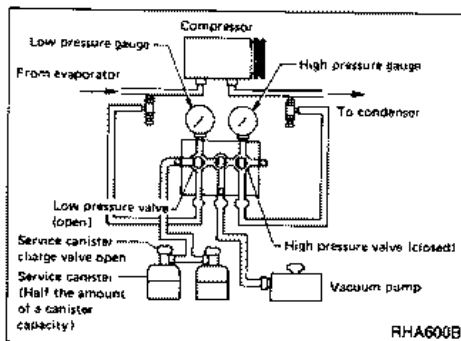 Compressor
Low pressure gauge
High pressure gauge
From evaporator
To condenser
Low pressure valve
(open)
High pressure valve (closed)
Service canister
charge valve open
Service canister
(Half the amount
of a canister
capacity)
Vacuum pump
RHA600B